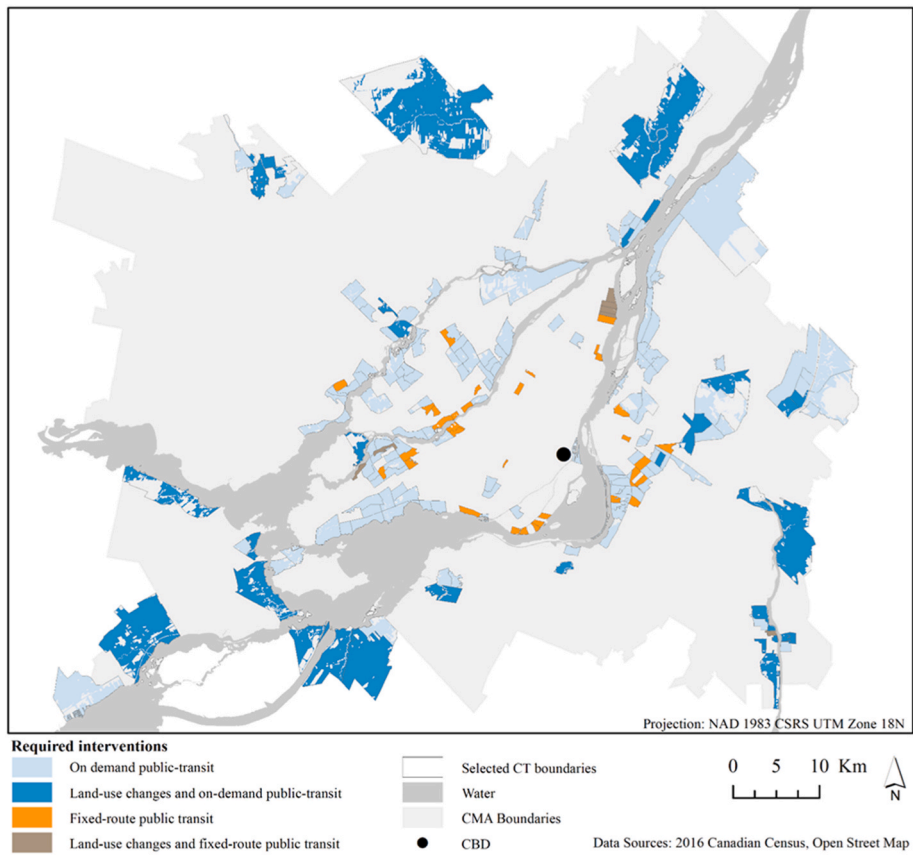 Projection: NAD 1983 CSRS UTM Zone 18N
Required interventions
On demand public-transit
Land-use changes and on-demand public-transit
Fixed-route public transit
Land-use changes and fixed-route public transit
Selected CT boundaries
Water
CMA Boundaries
CBD
0 5 10 Km
N
Data Sources: 2016 Canadian Census, Open Street Map